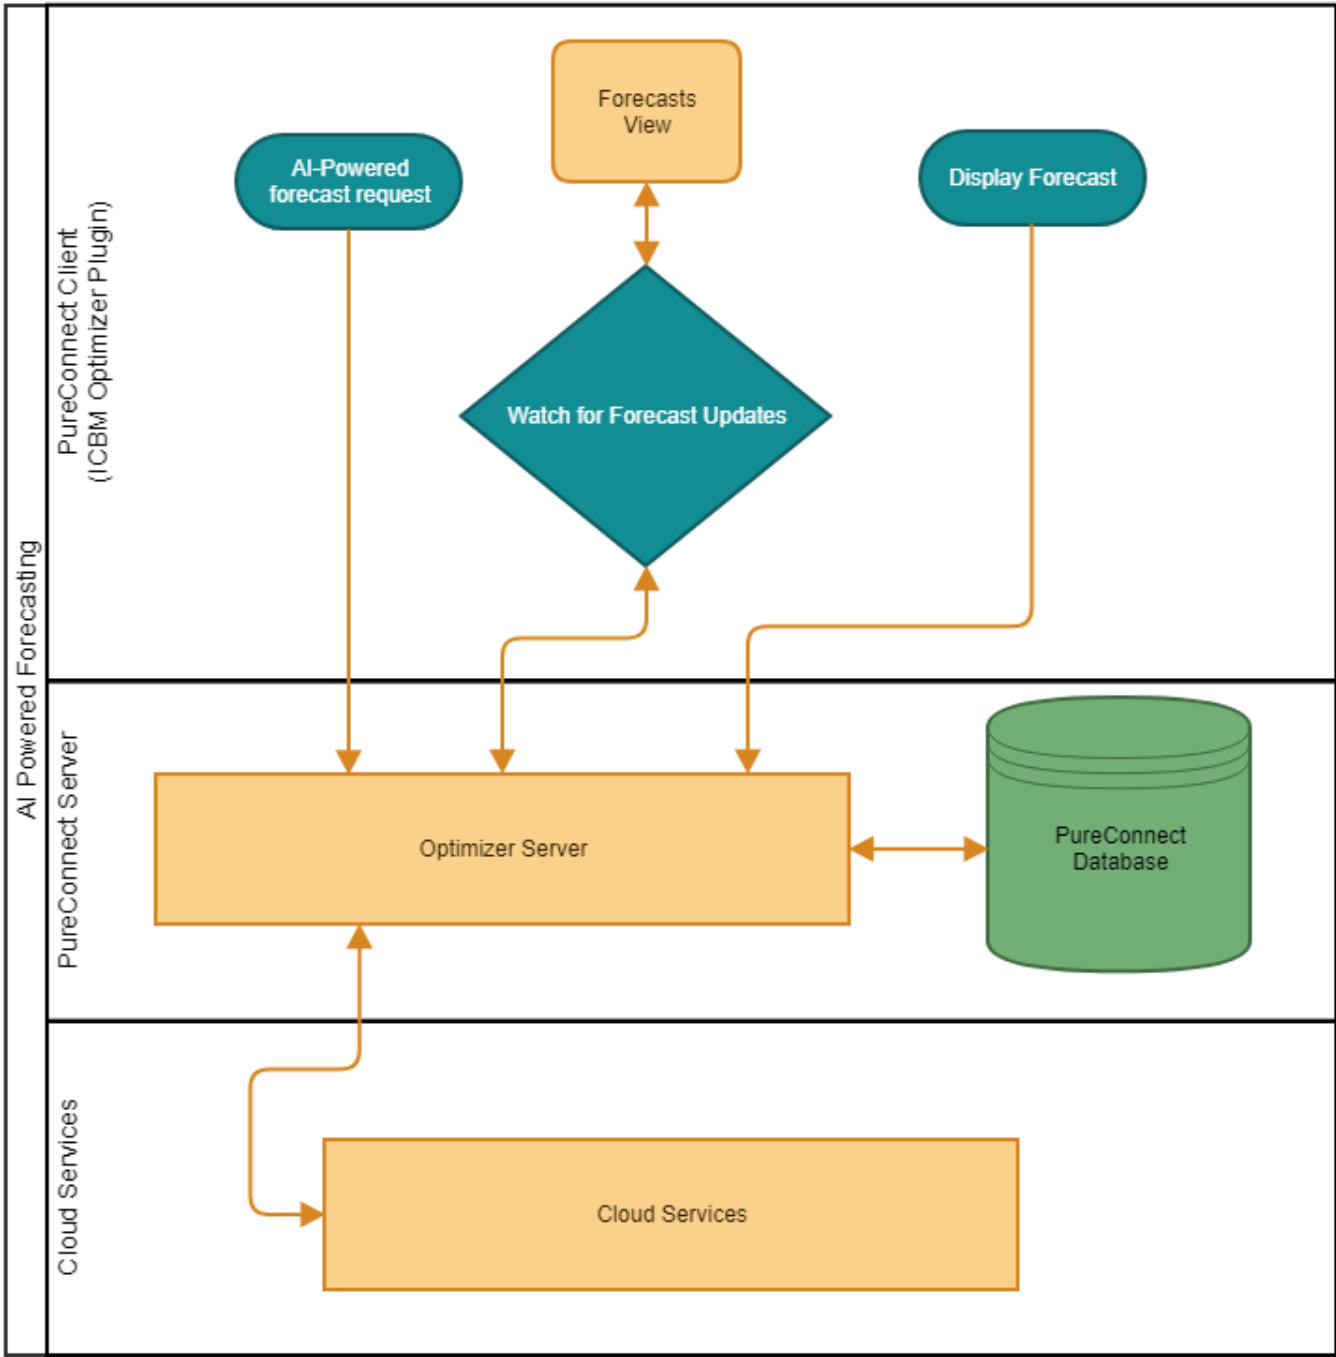 AI Powered Forecasting
PureConnect Client
(ICBM Optimizer Plugin)
Forecasts
View
AI-Powered
forecast request
Display Forecast
Watch for Forecast Updates
PureConnect Server
Optimizer Server
PureConnect
Database
Cloud Services
Cloud Services